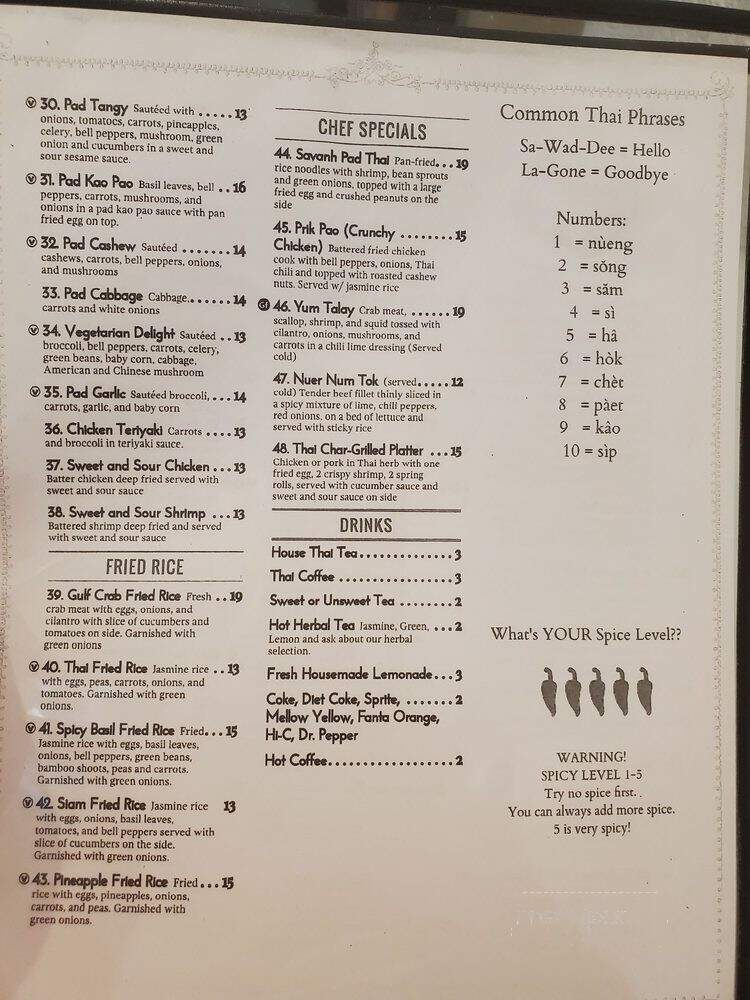 Ⓥ 30. Pad Tangy Sautéed with ..... 13
onions, tomatoes, carrots, pineapples,
celery, bell peppers, mushroom, green
onion and cucumbers in a sweet and
sour sesame sauce.
Ⓥ 31. Pad Kao Pao Basil leaves, bell .. 16
peppers, carrots, mushrooms, and
onions in a pad kao pao sauce with pan
fried egg on top.
Ⓥ 32. Pad Cashew Sautéed ....... 14
cashews, carrots, bell peppers, onions,
and mushrooms
33. Pad Cabbage Cabbage,...... 14
carrots and white onions
Ⓥ 34. Vegetarian Delight Sautéed .. 13
broccoli, bell peppers, carrots, celery,
green beans, baby corn, cabbage,
American and Chinese mushroom
Ⓥ 35. Pad Garlic Sautéed broccoli, ... 14
carrots, garlic, and baby corn
36. Chicken Teriyaki Carrots .... 13
and broccoli in teriyaki sauce.
37. Sweet and Sour Chicken ... 13
Batter chicken deep fried served with
sweet and sour sauce
38. Sweet and Sour Shrimp ... 13
Battered shrimp deep fried and served
with sweet and sour sauce
FRIED RICE
39. Gulf Crab Fried Rice Fresh .. 19
crab meat with eggs, onions, and
cilantro with slice of cucumbers and
tomatoes on side. Garnished with
green onions
Ⓥ 40. Thai Fried Rice Jasmine rice .. 13
with eggs, peas, carrots, onions, and
tomatoes. Garnished with green
onions.
Ⓥ 41. Spicy Basil Fried Rice Fried... 15
Jasmine rice with eggs, basil leaves,
onions, bell peppers, green beans,
bamboo shoots, peas and carrots.
Garnished with green onions.
Ⓥ 42. Siam Fried Rice Jasmine rice 13
with eggs, onions, basil leaves,
tomatoes, and bell peppers served with
slice of cucumbers on the side.
Garnished with green onions.
Ⓥ 43. Pineapple Fried Rice Fried... 15
rice with eggs, pineapples, onions,
carrots, and peas. Garnished with
green onions.
CHEF SPECIALS
44. Savanh Pad Thai Pan-fried... 19
rice noodles with shrimp, bean sprouts
and green onions, topped with a large
fried egg and crushed peanuts on the
side
45. Prik Pao (Crunchy ........ 15
Chicken) Battered fried chicken
cook with bell peppers, onions, Thai
chili and topped with roasted cashew
nuts. Served w/ jasmine rice
46. Yum Talay Crab meat, ...... 19
scallop, shrimp, and squid tossed with
cilantro, onions, mushrooms, and
carrots in a chili lime dressing (Served
cold)
47. Nuer Num Tok (served..... 12
cold) Tender beef fillet thinly sliced in
a spicy mixture of lime, chili peppers,
red onions, on a bed of lettuce and
served with sticky rice
48. Thai Char-Grilled Platter ... 15
Chicken or pork in Thai herb with one
fried egg, 2 crispy shrimp, 2 spring
rolls, served with cucumber sauce and
sweet and sour sauce on side
DRINKS
House Thai Tea.............. 3
Thai Coffee ................. 3
Sweet or Unsweet Tea ........ 2
Hot Herbal Tea Jasmine, Green, ... 2
Lemon and ask about our herbal
selection.
Fresh Housemade Lemonade... 3
Coke, Diet Coke, Sprite, ....... 2
Mellow Yellow, Fanta Orange,
Hi-C, Dr. Pepper
Hot Coffee................... 2
Common Thai Phrases
Sa-Wad-Dee = Hello
La-Gone = Goodbye
Numbers:
1 = nùeng
2 = sŏng
3 = săm
4 = sì
5 = hâ
6 = hòk
7 = chèt
8 = pàet
9 = kâo
10 = sìp
What's YOUR Spice Level??
WARNING!
SPICY LEVEL 1-5
Try no spice first..
You can always add more spice.
5 is very spicy!